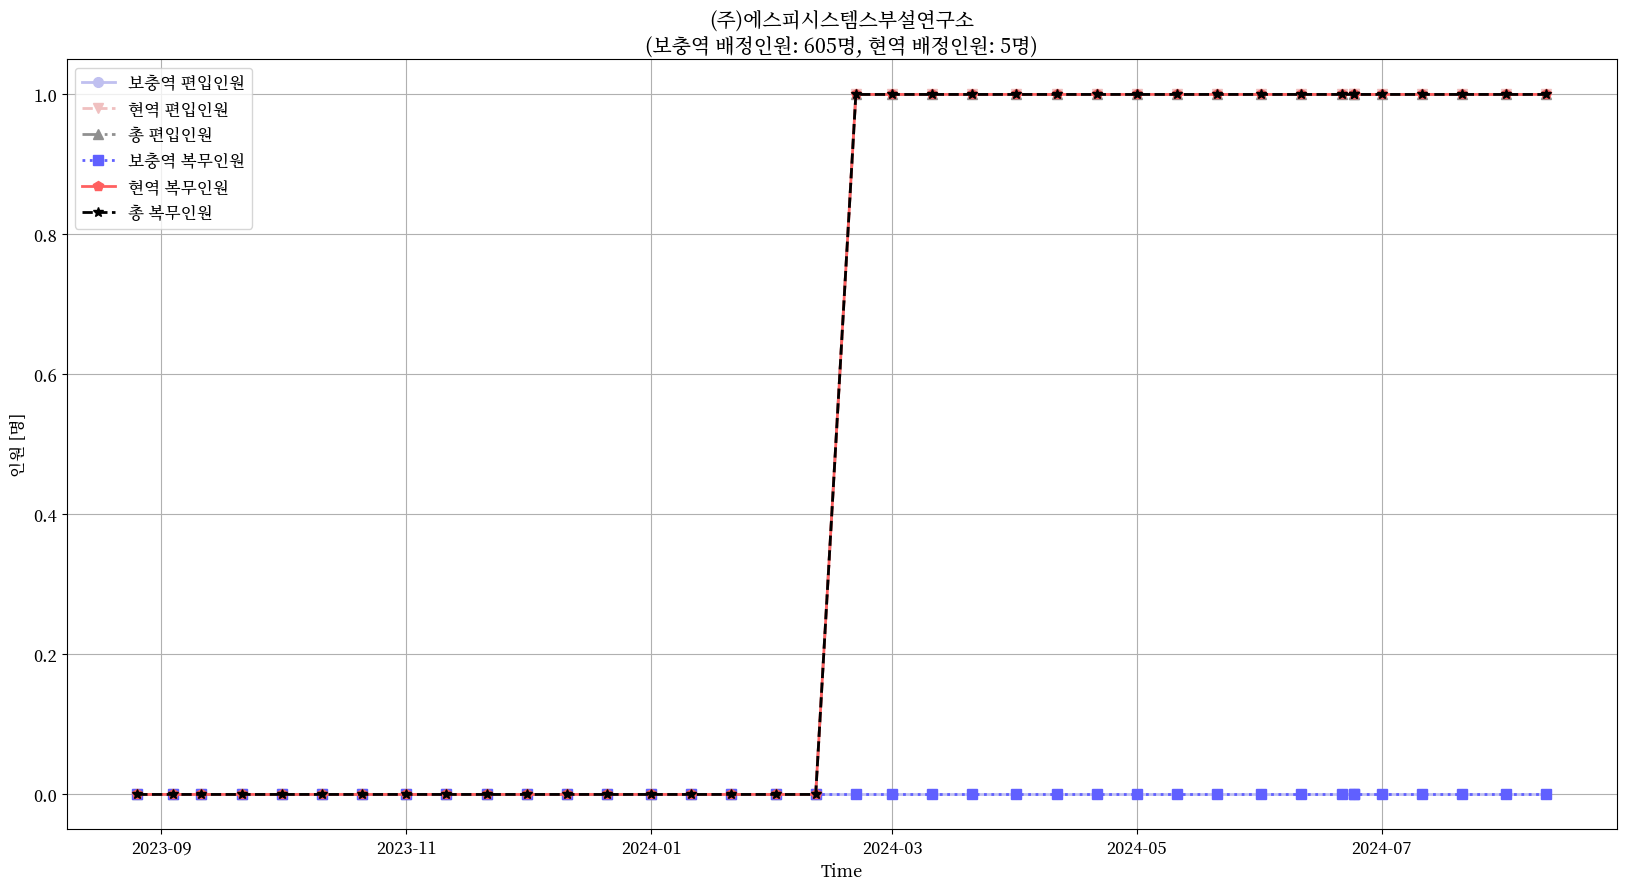 (주)에스피시스템스부설연구소
(보충역 배정인원: 605명, 현역 배정인원: 5명)
보충역 편입인원
현역 편입인원
총 편입인원
보충역 복무인원
현역 복무인원
총 복무인원
1.0
0.8
0.6
0.4
0.2
0.0
인원 [명]
2023-09
2023-11
2024-01
2024-03
2024-05
2024-07
Time